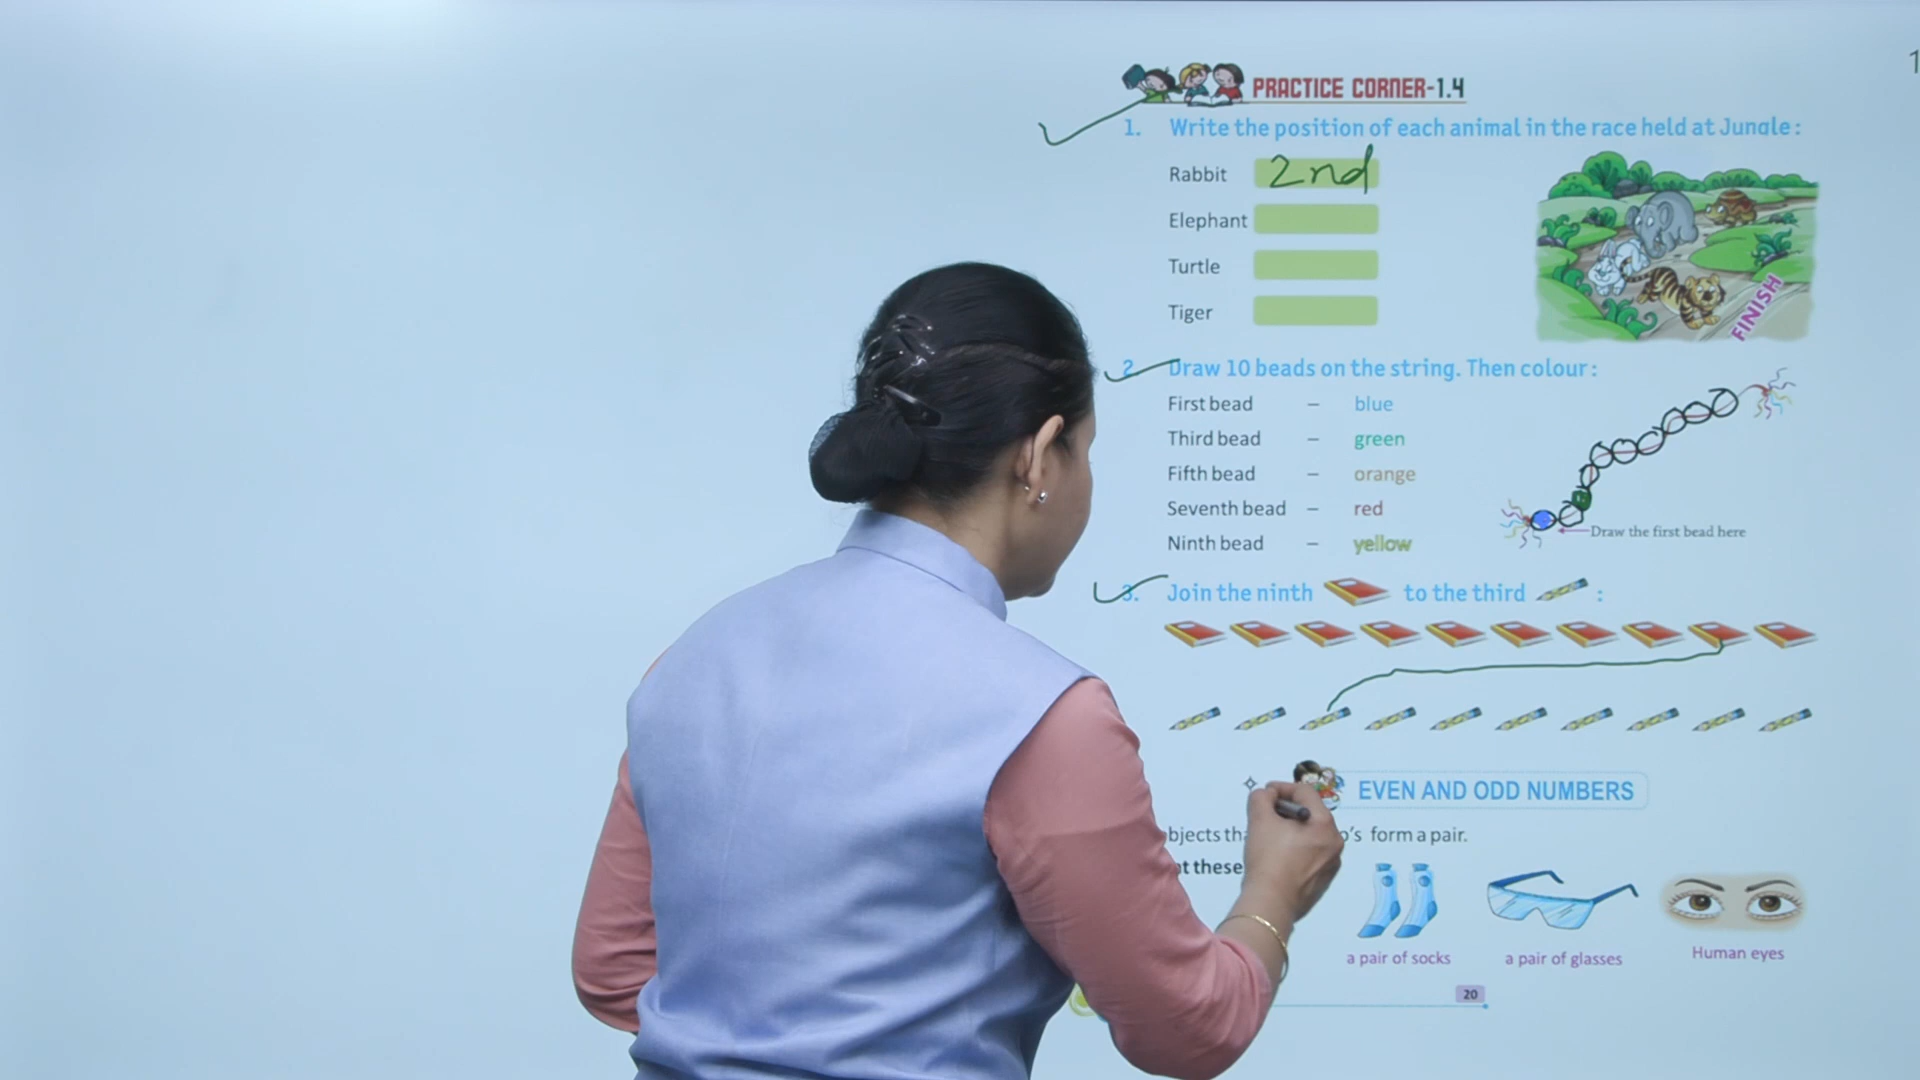 1
PRACTICE CORNER-1.4
1. Write the position of each animal in the race held at Jungle :
Rabbit 2nd
Elephant
Turtle
Tiger
FINISH
2. Draw 10 beads on the string. Then colour :
First bead – blue
Third bead – green
Fifth bead – orange
Seventh bead – red
Ninth bead – yellow
Draw the first bead here
3. Join the ninth to the third :
EVEN AND ODD NUMBERS
form a pair.
these
a pair of socks
a pair of glasses
Human eyes
20